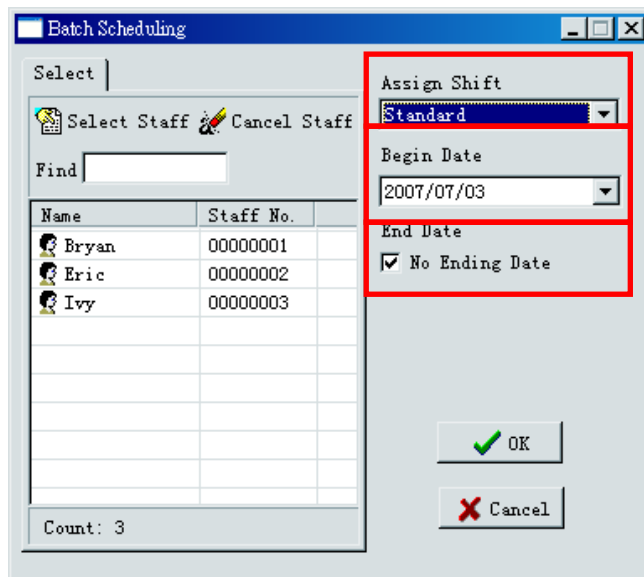 Batch Scheduling
Select
Select Staff Cancel Staff
Find
Name Staff No.
Bryan 00000001
Eric 00000002
Ivy 00000003
Count: 3
Assign Shift
Standard
Begin Date
2007/07/03
End Date
No Ending Date
OK
Cancel